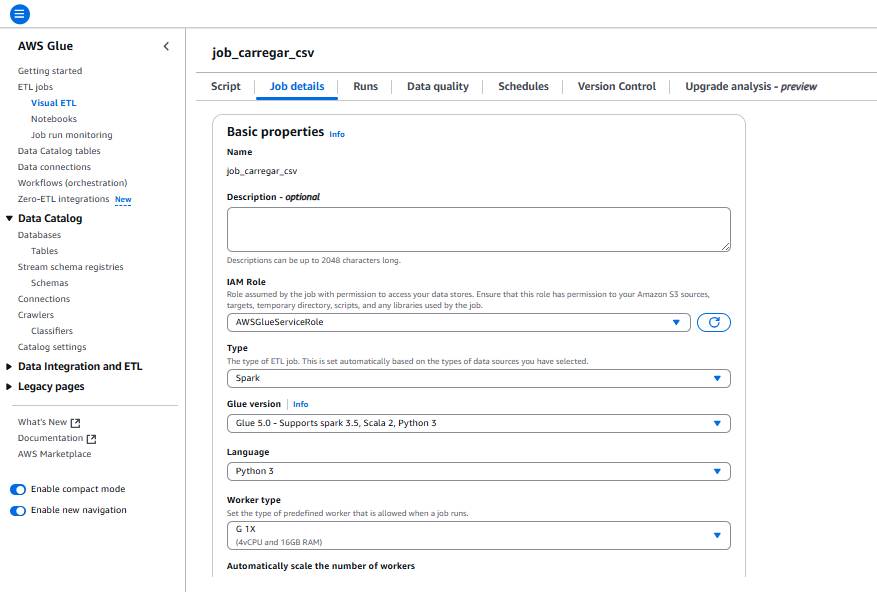 AWS Glue
Getting started
ETL jobs
Visual ETL
Notebooks
Job run monitoring
Data Catalog tables
Data connections
Workflows (orchestration)
Zero-ETL integrations New
Data Catalog
Databases
Tables
Stream schema registries
Schemas
Connections
Crawlers
Classifiers
Catalog settings
Data Integration and ETL
Legacy pages
What's New
Documentation
AWS Marketplace
Enable compact mode
Enable new navigation
job_carregar_csv
Script Job details Runs Data quality Schedules Version Control Upgrade analysis - preview
Basic properties Info
Name
job_carregar_csv
Description - optional
Descriptions can be up to 2048 characters long.
IAM Role
Role assumed by the job with permission to access your data stores. Ensure that this role has permission to your Amazon S3 sources,
targets, temporary directory, scripts, and any libraries used by the job.
AWSGlueServiceRole
Type
The type of ETL job. This is set automatically based on the types of data sources you have selected.
Spark
Glue version Info
Glue 5.0 - Supports spark 3.5, Scala 2, Python 3
Language
Python 3
Worker type
Set the type of predefined worker that is allowed when a job runs.
G 1X
(4vCPU and 16GB RAM)
Automatically scale the number of workers